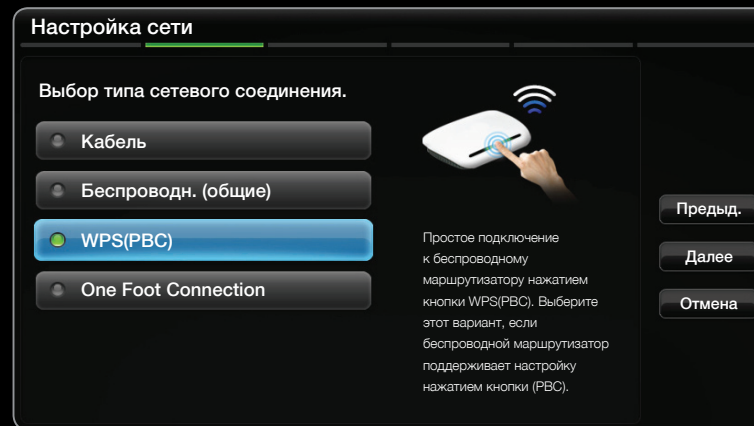 Настройка сети
Выбор типа сетевого соединения.
Кабель
Беспроводн. (общие)
WPS(PBC)
One Foot Connection
Простое подключение
к беспроводному
маршрутизатору нажатием
кнопки WPS(PBC). Выберите
этот вариант, если
беспроводной маршрутизатор
поддерживает настройку
нажатием кнопки (PBC).
Предыд.
Далее
Отмена